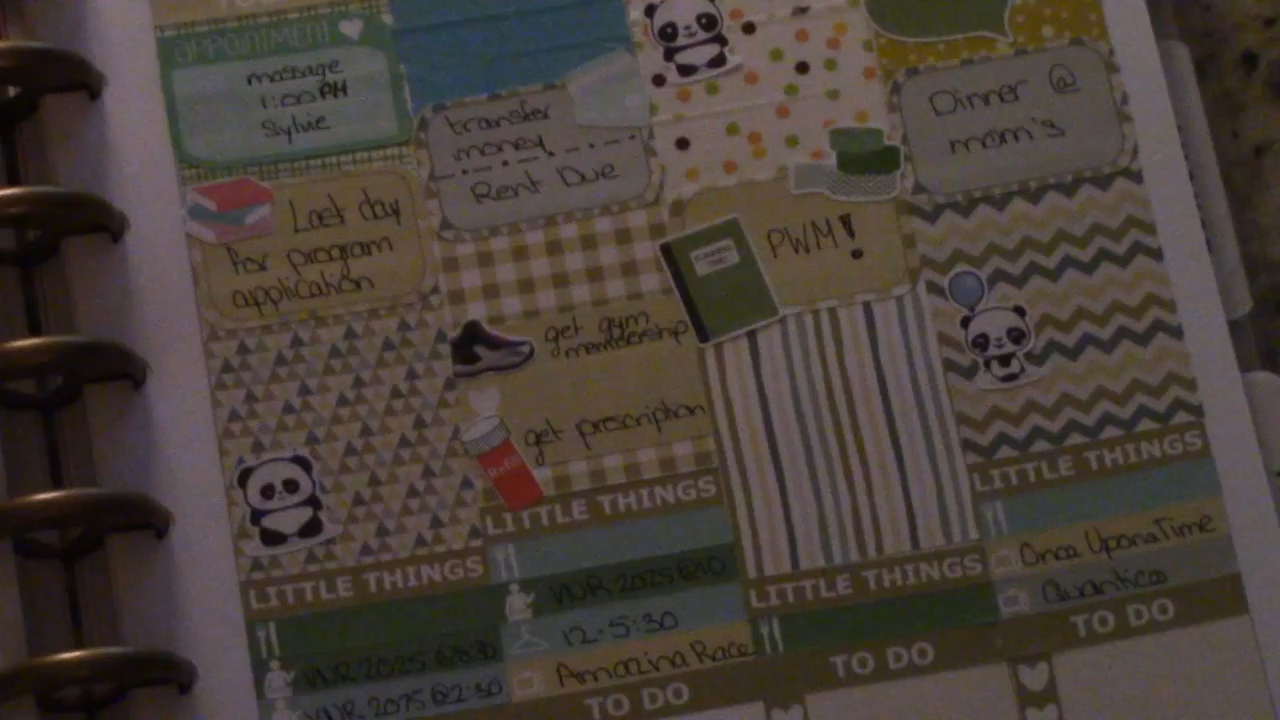 appointment
massage
1:00PM
Sylvie
Last day
for program
application
LITTLE THINGS
transfer
money
Rent Due
get gym
membership
get prescription
Refill
LITTLE THINGS
12-5:30
Amazing Race
TO DO
PWM!
LITTLE THINGS
TO DO
Dinner @
mom's
LITTLE THINGS
Once Upon a Time
Quantico
TO DO